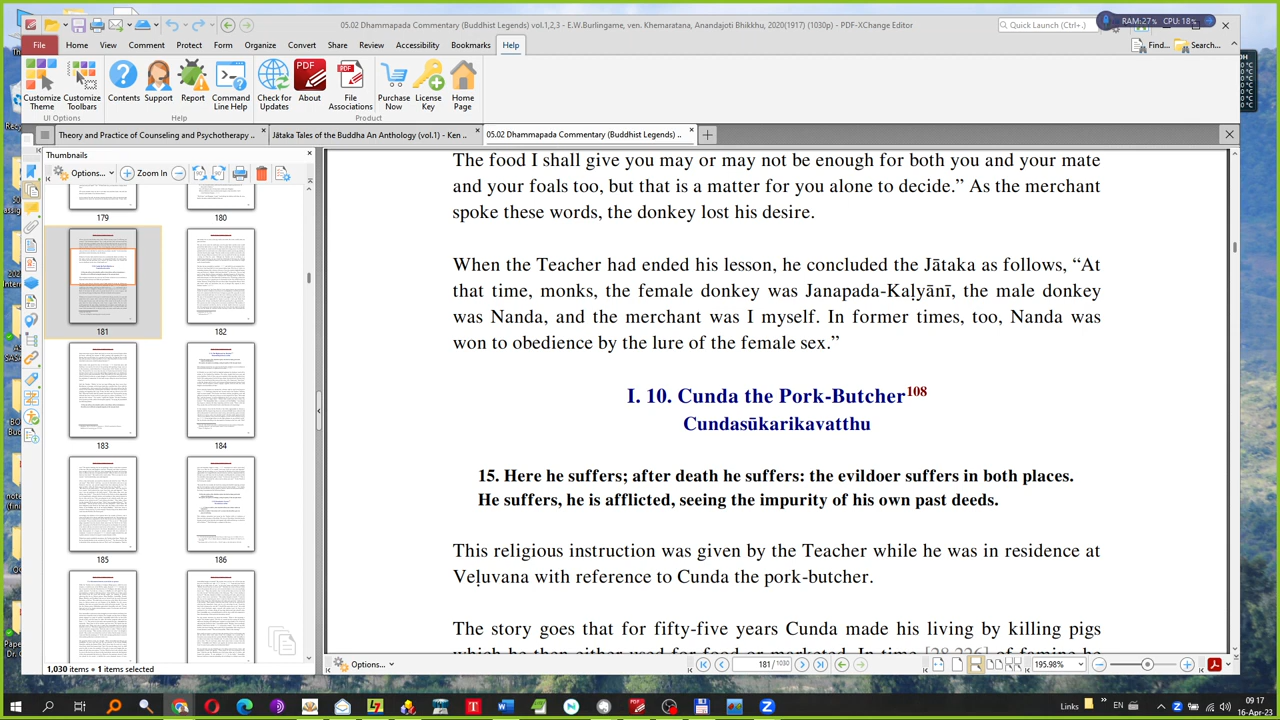 05.02 Dhammapada Commentary (Buddhist Legends) vol.1,2,3 - E.W.Burlingame, ven. Khemaratana, Anandajoti Bhikkhu, 2020(1917) (1030p) - PDF-XChange Editor
Quick Launch (Ctrl+.)
RAM:27% CPU:18%
File Home View Comment Protect Form Organize Convert Share Review Accessibility Bookmarks Help
Find...
Search...
Customize Theme
Customize Toolbars
Contents
Support
Report
Command Line Help
Check for Updates
About
File Associations
Purchase Now
License Key
Home Page
UI Options
Help
Product
Theory and Practice of Counseling and Psychotherapy ..
Jātaka Tales of the Buddha An Anthology (vol.1) - Ken ..
05.02 Dhammapada Commentary (Buddhist Legends) ..
Thumbnails
Options...
Zoom In
179
180
181
182
183
184
185
186
The food I shall give you may or may not be enough for both you and your mate
and your foals too, but that is a matter for you alone to decide.” As the merchant
spoke these words, the donkey lost his desire.
When the Teacher had ended his lesson, he concluded the Jātaka as follows. “At
that time, monks, the female donkey was Janapada-Kaḷyāṇī, the male donkey
was Nanda, and the merchant was I myself. In former times, too, Nanda was
won to obedience by the lure of the female sex.”
I. 10. Cunda the Pork-Butcher108
Cundasūkarikavatthu
15. Here he suffers; after death he suffers: the evildoer suffers in both places.
He suffers, he is afflicted, seeing the impurity of his own past deeds.
This religious instruction was given by the Teacher while he was in residence at
Veḷuvana with reference to Cunda the pork-butcher.
The story goes that for fifty-five years Cunda made his living by killing pigs
1,030 items = 1 items selected
Options...
181 / 1030
195.98%
Links
EN
09:17
16-Apr-23